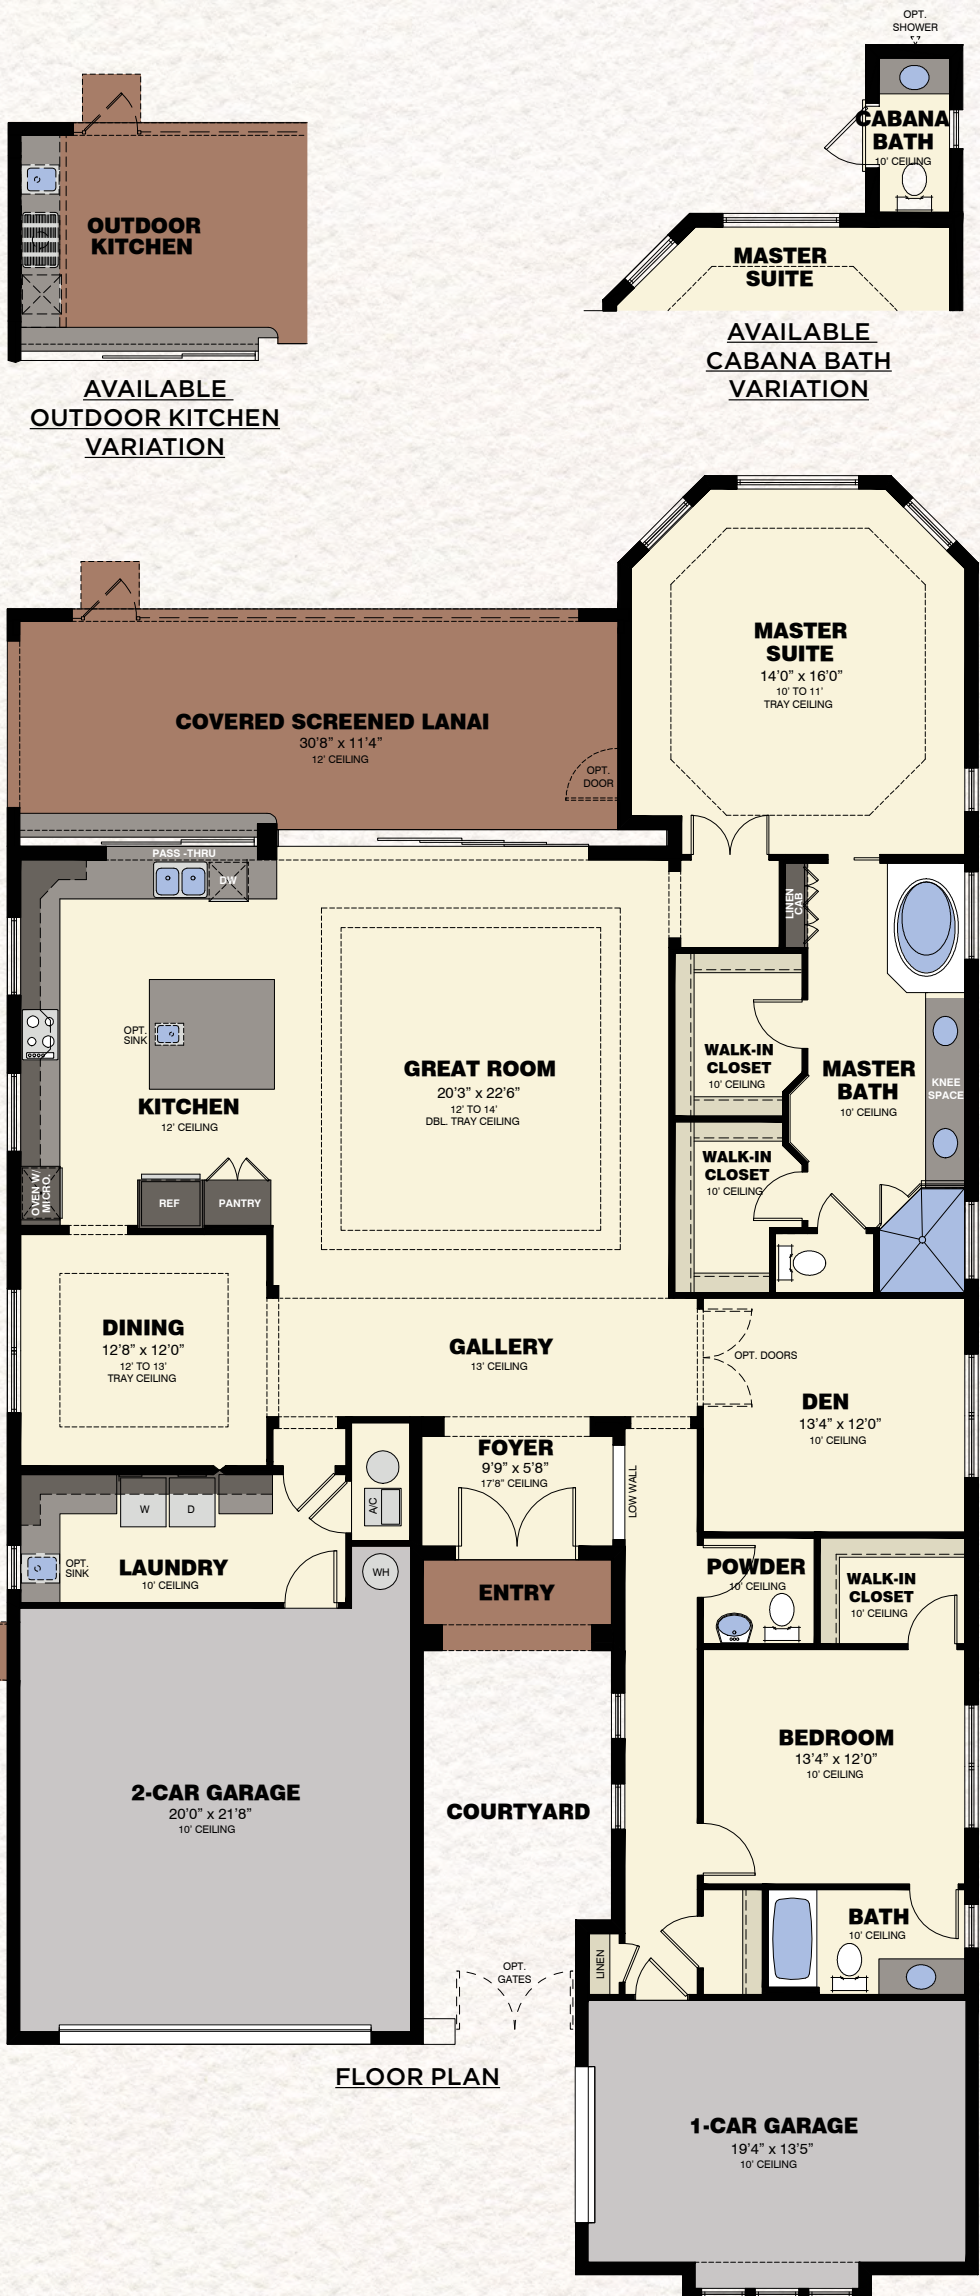 OPT.
SHOWER
CABANA
BATH
10' CEILING
OUTDOOR
KITCHEN
MASTER
SUITE
AVAILABLE
CABANA BATH
VARIATION
AVAILABLE
OUTDOOR KITCHEN
VARIATION
MASTER
SUITE
14'0” x 16'0”
10' TO 11'
TRAY CEILING
COVERED SCREENED LANAI
30'8” x 11'4”
12' CEILING
OPT.
DOOR
PASS -THRU
DW
LINEN
CAB
OPT.
SINK
KITCHEN
12' CEILING
GREAT ROOM
20'3” x 22'6”
12' TO 14'
DBL. TRAY CEILING
WALK-IN
CLOSET
10' CEILING
MASTER
BATH
10' CEILING
KNEE
SPACE
WALK-IN
CLOSET
10' CEILING
OVEN W/
MICRO.
REF
PANTRY
DINING
12'8” x 12'0”
12' TO 13'
TRAY CEILING
GALLERY
13' CEILING
OPT. DOORS
DEN
13'4” x 12'0”
10' CEILING
FOYER
9'9” x 5'8”
17'8” CEILING
LOW WALL
A/C
W
D
OPT.
SINK
LAUNDRY
10' CEILING
WH
ENTRY
POWDER
10' CEILING
WALK-IN
CLOSET
10' CEILING
BEDROOM
13'4” x 12'0”
10' CEILING
2-CAR GARAGE
20'0” x 21'8”
10' CEILING
COURTYARD
BATH
10' CEILING
LINEN
OPT.
GATES
FLOOR PLAN
1-CAR GARAGE
19'4” x 13'5”
10' CEILING